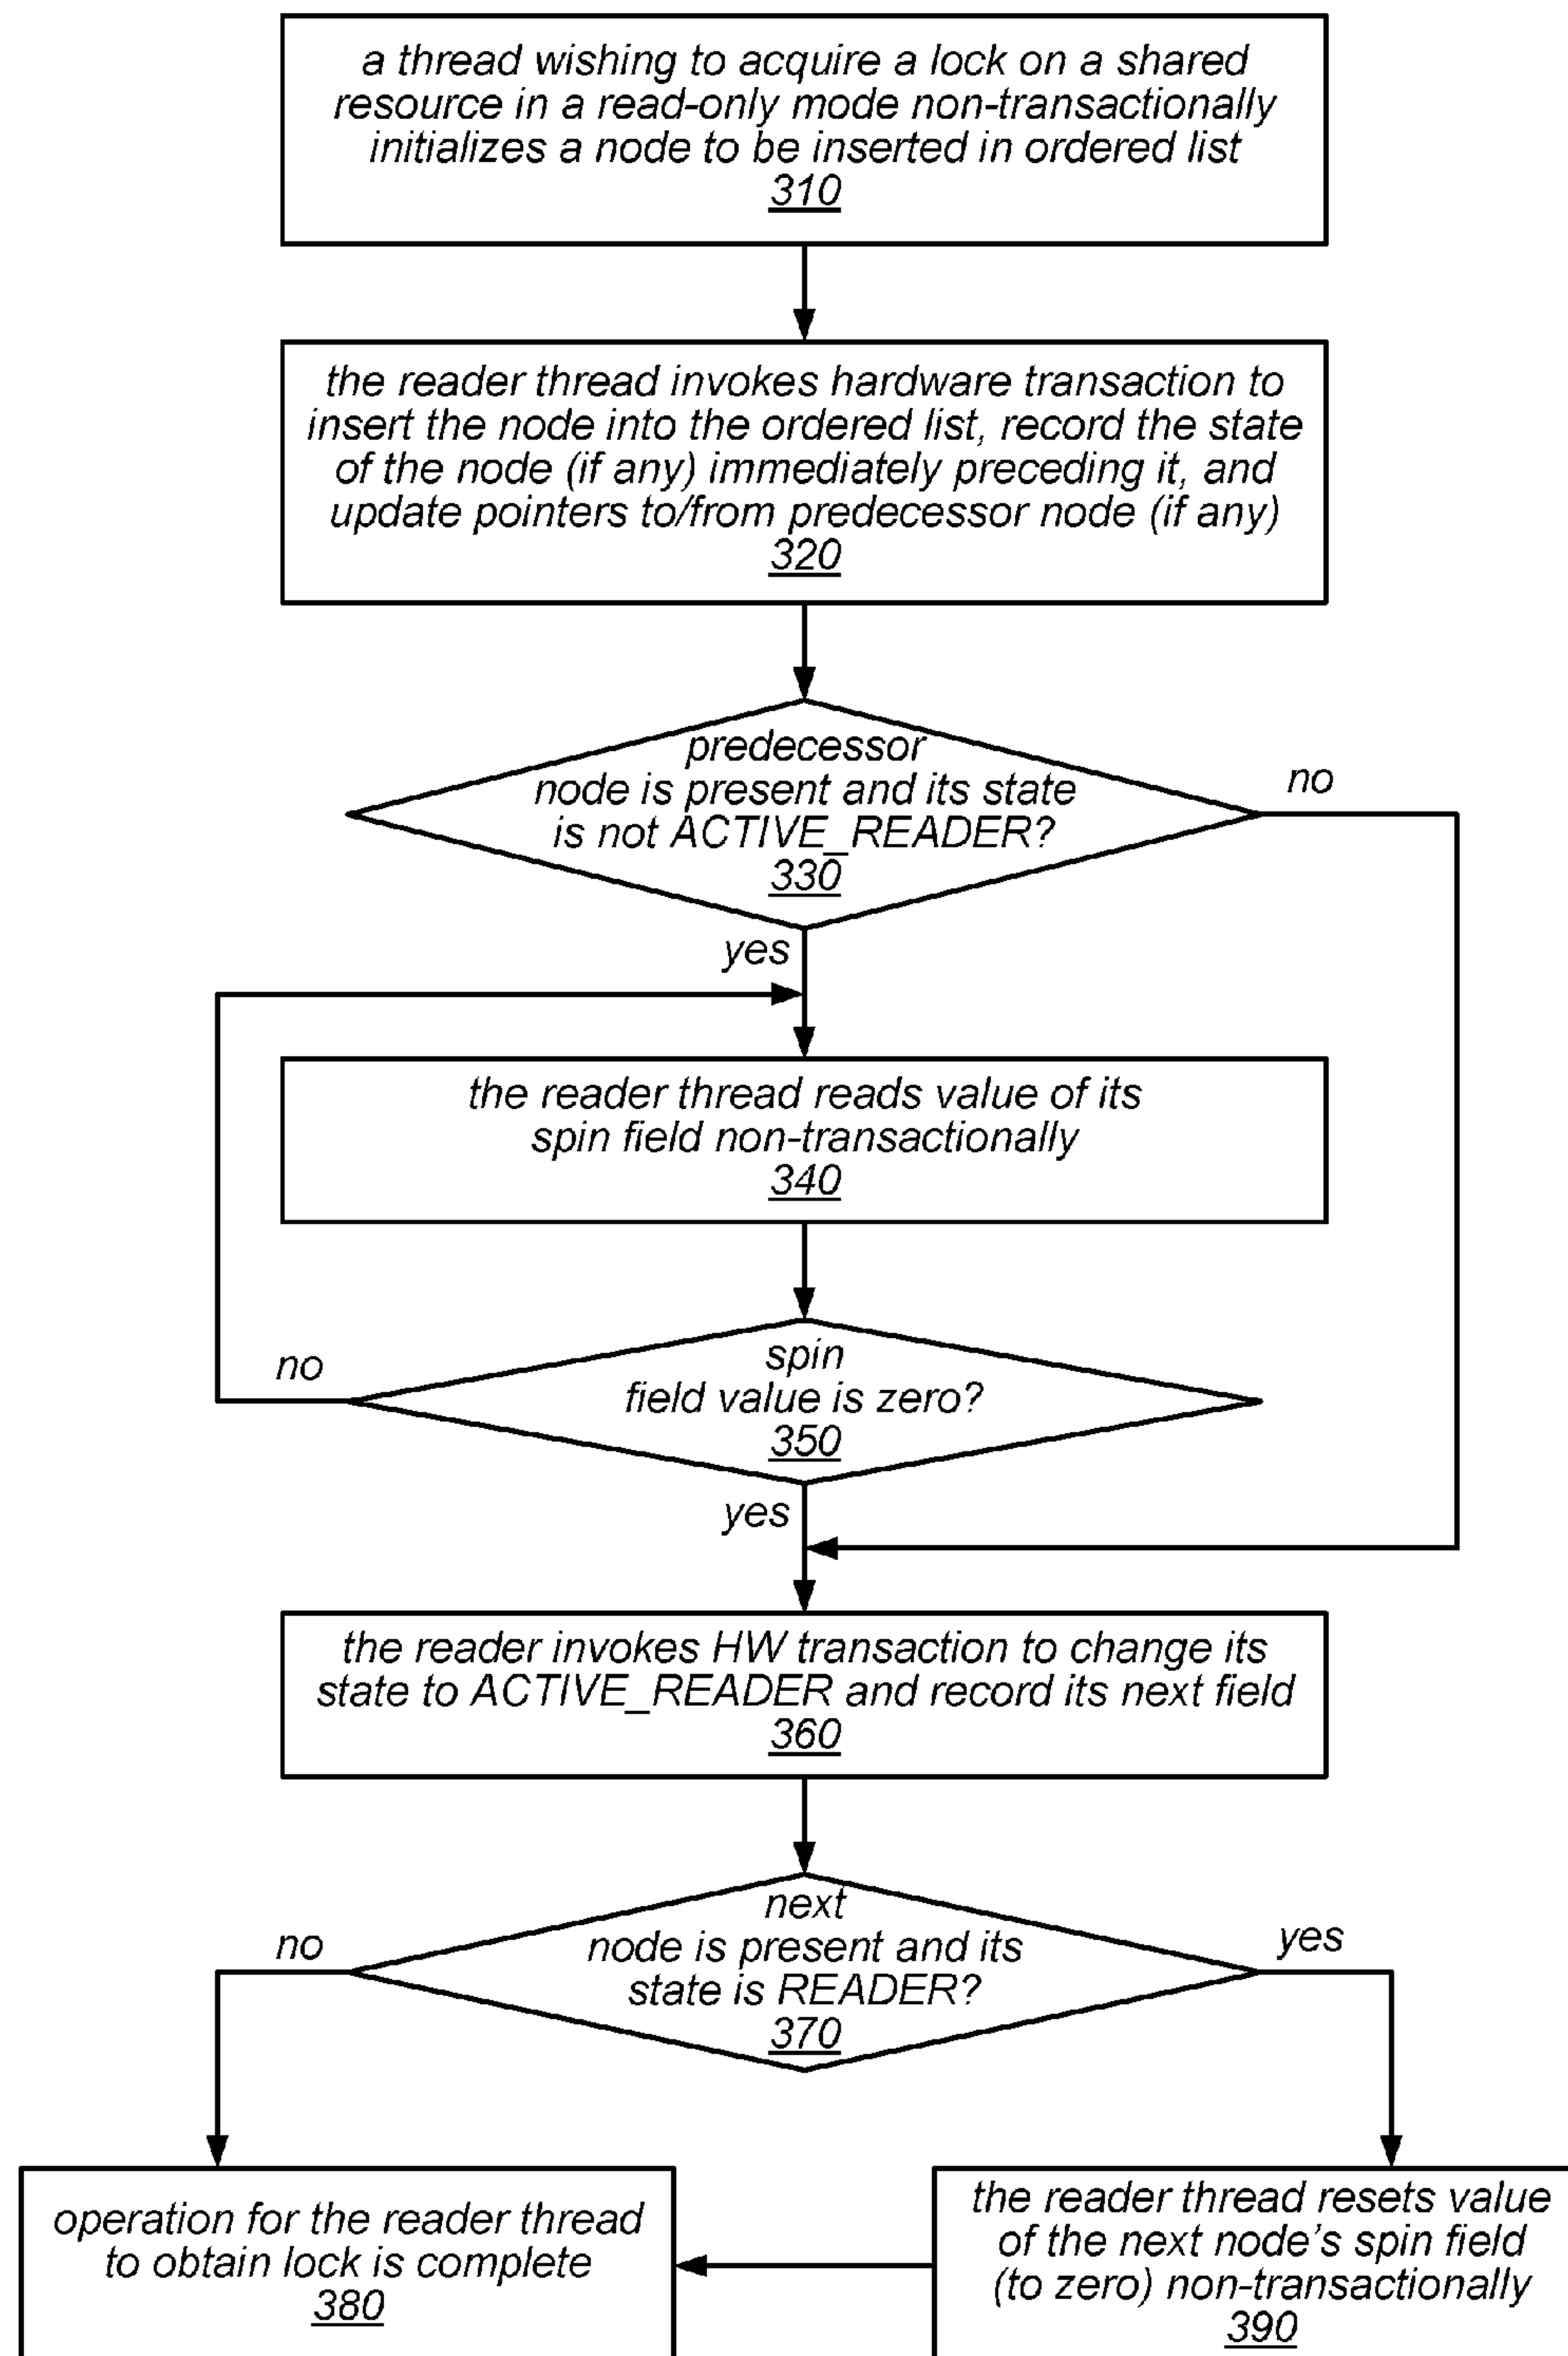 a thread wishing to acquire a lock on a shared
resource in a read-only mode non-transactionally
initializes a node to be inserted in ordered list
310
the reader thread invokes hardware transaction to
insert the node into the ordered list, record the state
of the node (if any) immediately preceding it, and
update pointers to/from predecessor node (if any)
320
predecessor
node is present and its state
is not ACTIVE_READER?
330
no
yes
the reader thread reads value of its
spin field non-transactionally
340
no
spin
field value is zero?
350
yes
the reader invokes HW transaction to change its
state to ACTIVE_READER and record its next field
360
no
next
node is present and its
state is READER?
370
yes
operation for the reader thread
to obtain lock is complete
380
the reader thread resets value
of the next node's spin field
(to zero) non-transactionally
390